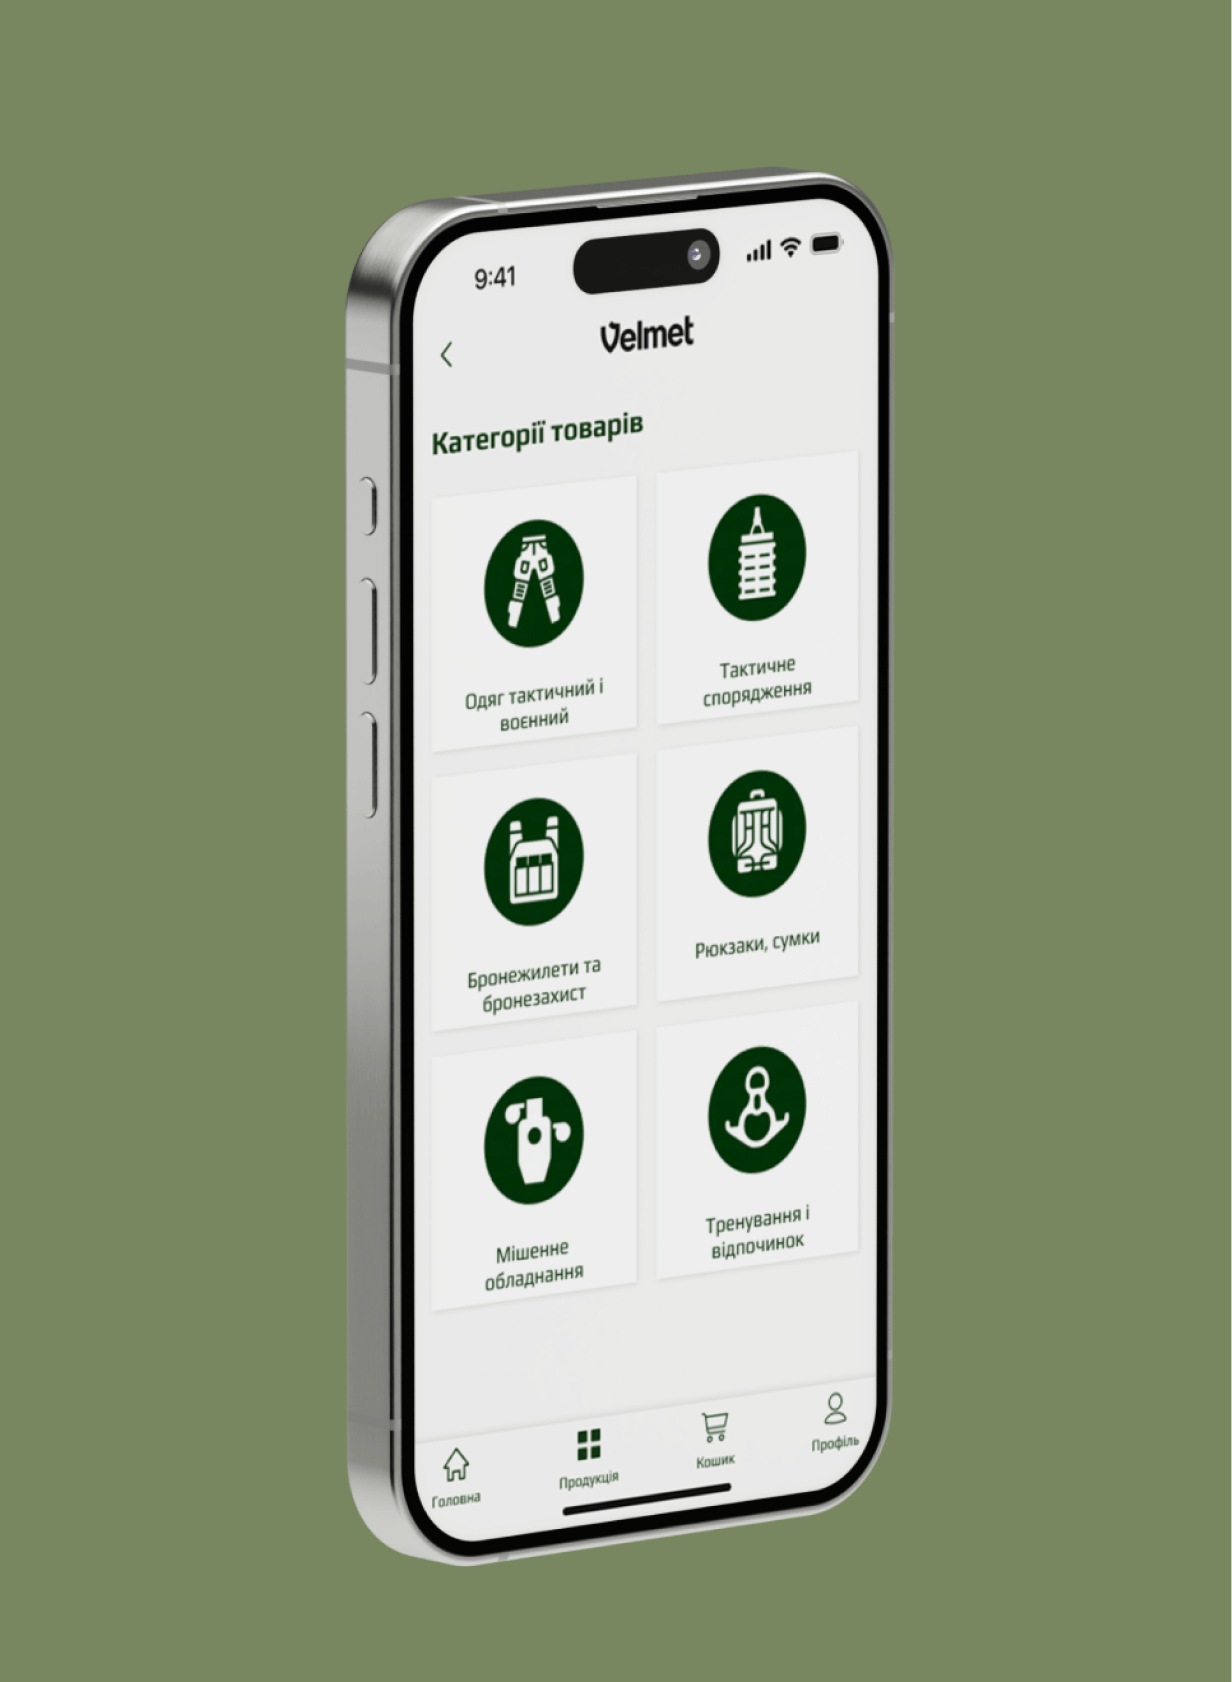 9:41
Velmet
Категорії товарів
Одяг тактичний і
воєнний
Тактичне
спорядження
Бронежилети та
бронезахист
Рюкзаки, сумки
Мішенне
обладнання
Тренування і
відпочинок
Головна
Продукція
Кошик
Профіль